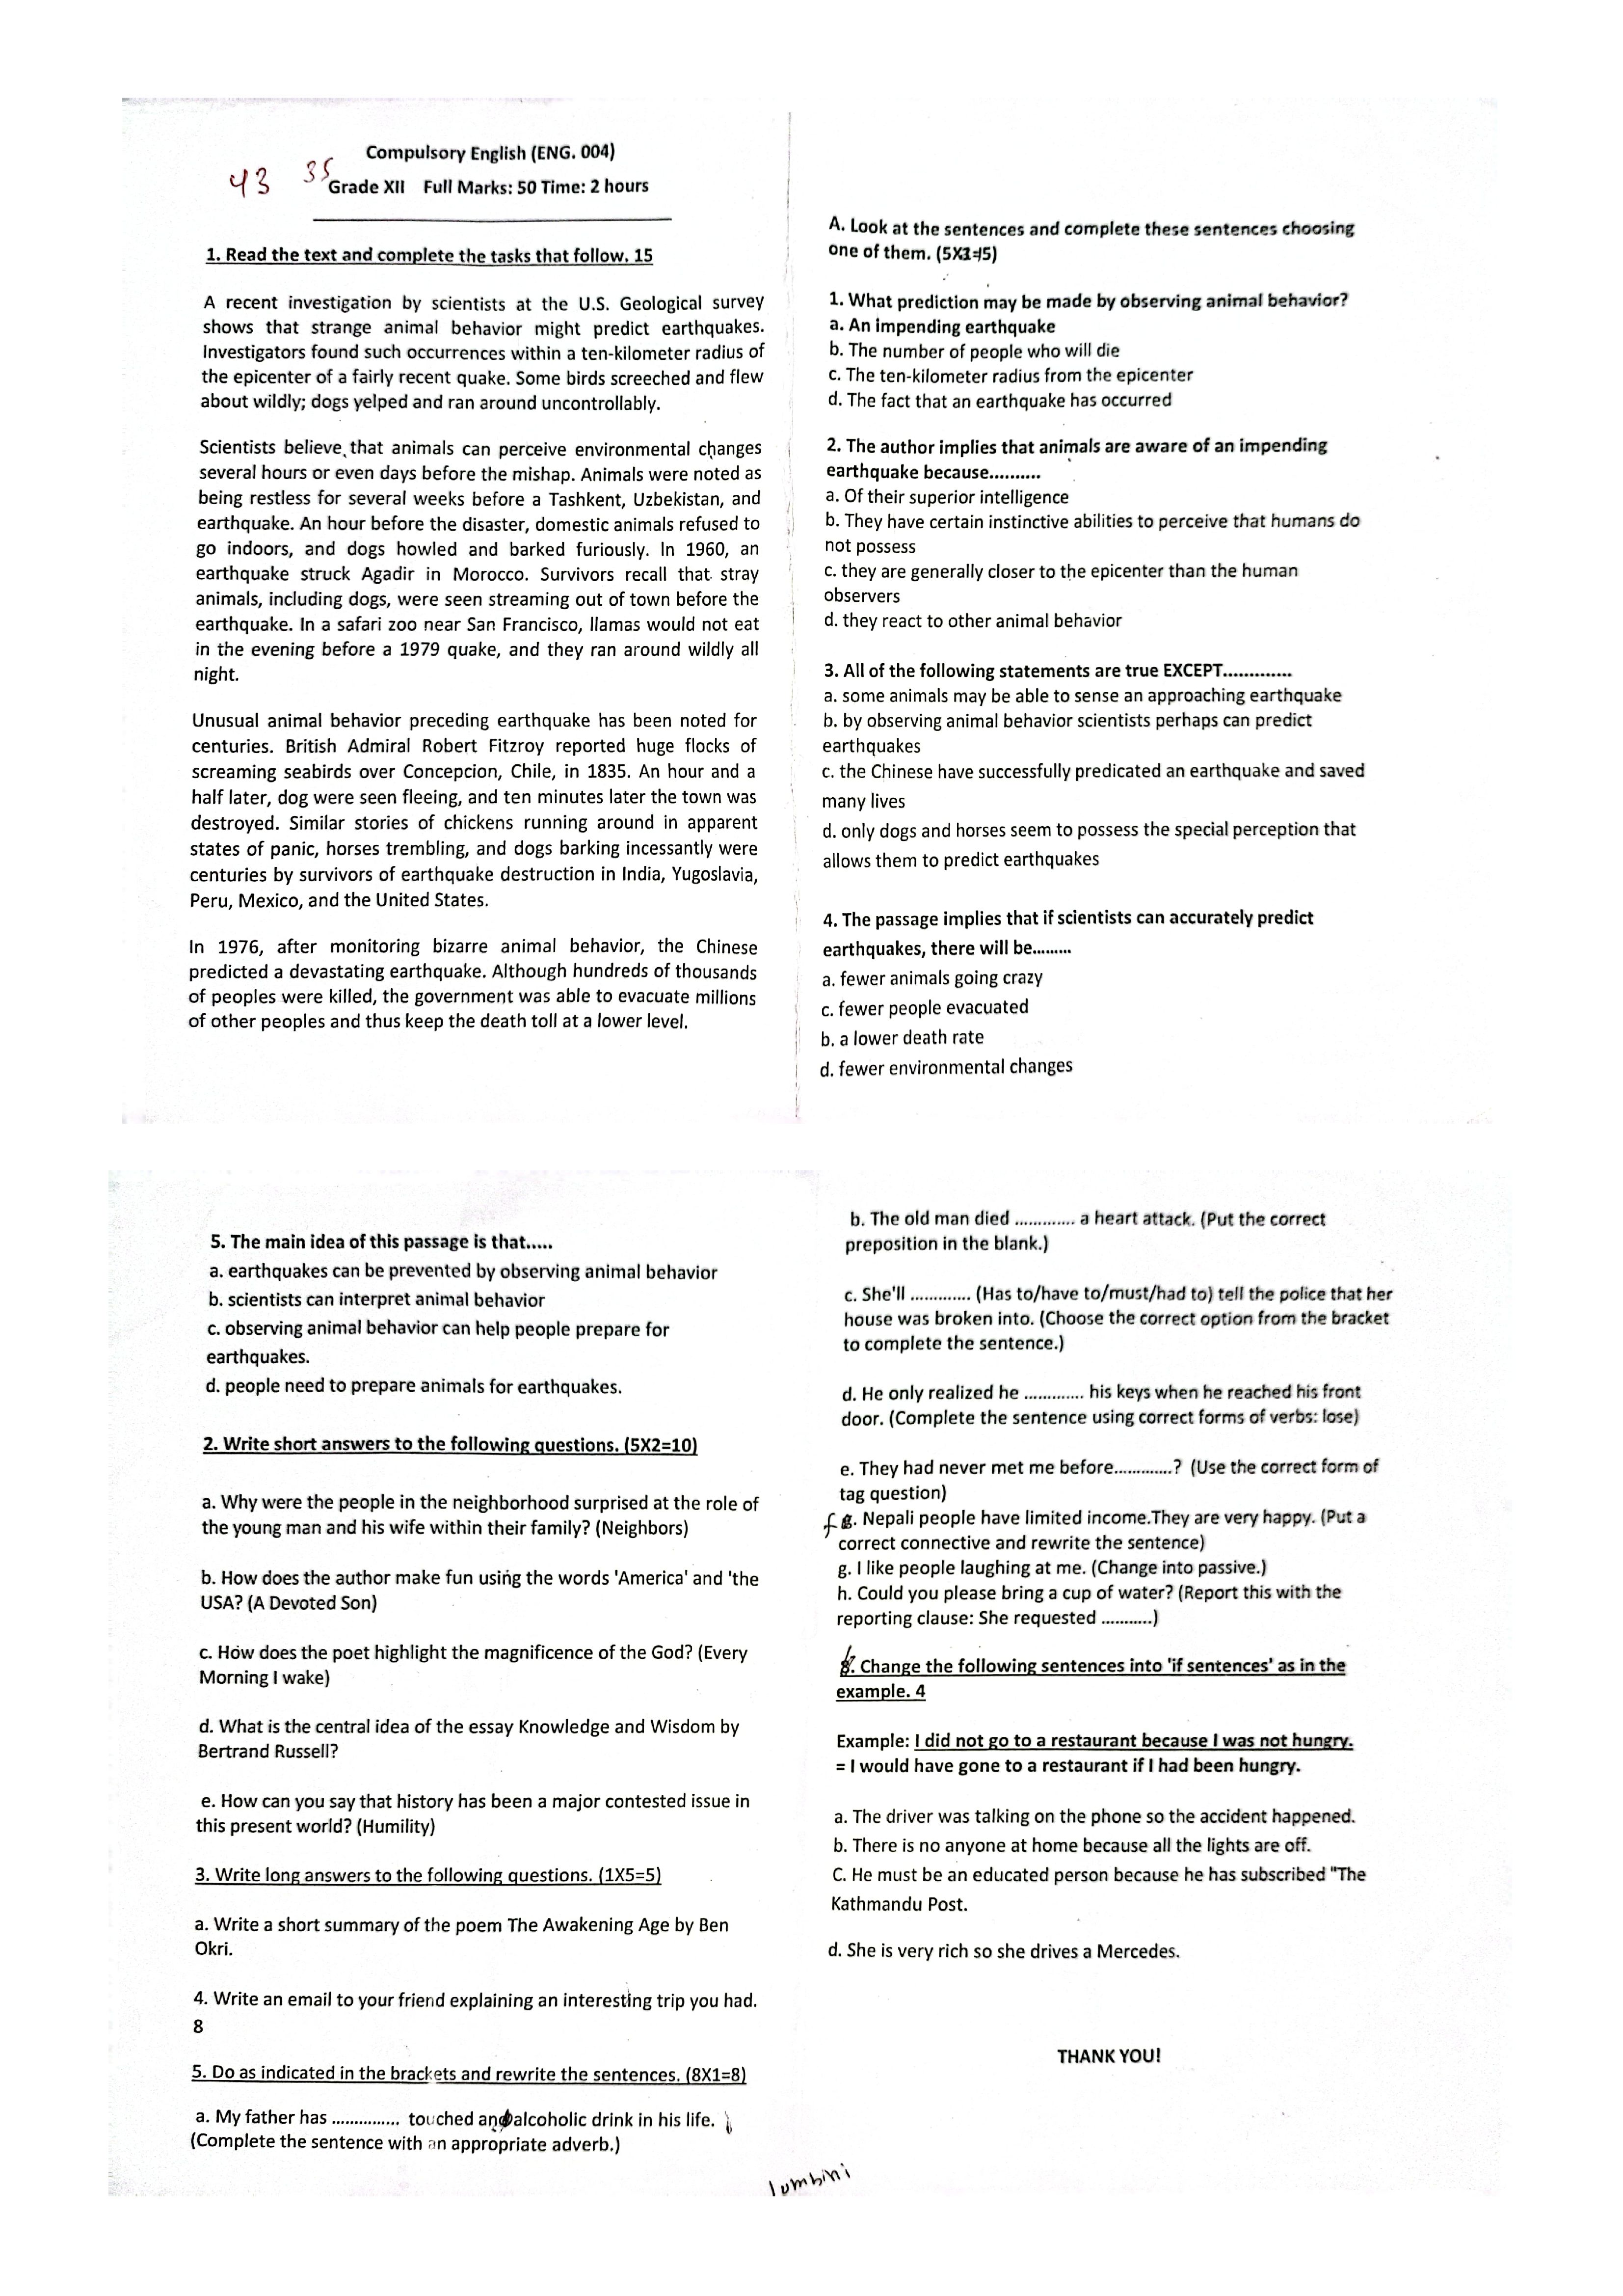 Compulsory English (ENG. 004)
43 35
Grade XII Full Marks: 50 Time: 2 hours
1. Read the text and complete the tasks that follow. 15
A recent investigation by scientists at the U.S. Geological survey
shows that strange animal behavior might predict earthquakes.
Investigators found such occurrences within a ten-kilometer radius of
the epicenter of a fairly recent quake. Some birds screeched and flew
about wildly; dogs yelped and ran around uncontrollably.
Scientists believe that animals can perceive environmental changes
several hours or even days before the mishap. Animals were noted as
being restless for several weeks before a Tashkent, Uzbekistan, and
earthquake. An hour before the disaster, domestic animals refused to
go indoors, and dogs howled and barked furiously. In 1960, an
earthquake struck Agadir in Morocco. Survivors recall that stray
animals, including dogs, were seen streaming out of town before the
earthquake. In a safari zoo near San Francisco, llamas would not eat
in the evening before a 1979 quake, and they ran around wildly all
night.
Unusual animal behavior preceding earthquake has been noted for
centuries. British Admiral Robert Fitzroy reported huge flocks of
screaming seabirds over Concepcion, Chile, in 1835. An hour and a
half later, dog were seen fleeing, and ten minutes later the town was
destroyed. Similar stories of chickens running around in apparent
states of panic, horses trembling, and dogs barking incessantly were
centuries by survivors of earthquake destruction in India, Yugoslavia,
Peru, Mexico, and the United States.
In 1976, after monitoring bizarre animal behavior, the Chinese
predicted a devastating earthquake. Although hundreds of thousands
of peoples were killed, the government was able to evacuate millions
of other peoples and thus keep the death toll at a lower level.
A. Look at the sentences and complete these sentences choosing
one of them. (5X3=15)
1. What prediction may be made by observing animal behavior?
a. An impending earthquake
b. The number of people who will die
c. The ten-kilometer radius from the epicenter
d. The fact that an earthquake has occurred
2. The author implies that animals are aware of an impending
earthquake because..........
a. Of their superior intelligence
b. They have certain instinctive abilities to perceive that humans do
not possess
c. they are generally closer to the epicenter than the human
observers
d. they react to other animal behavior
3. All of the following statements are true EXCEPT.............
a. some animals may be able to sense an approaching earthquake
b. by observing animal behavior scientists perhaps can predict
earthquakes
c. the Chinese have successfully predicated an earthquake and saved
many lives
d. only dogs and horses seem to possess the special perception that
allows them to predict earthquakes
4. The passage implies that if scientists can accurately predict
earthquakes, there will be.........
a. fewer animals going crazy
c. fewer people evacuated
b. a lower death rate
d. fewer environmental changes
5. The main idea of this passage is that.....
a. earthquakes can be prevented by observing animal behavior
b. scientists can interpret animal behavior
c. observing animal behavior can help people prepare for
earthquakes.
d. people need to prepare animals for earthquakes.
2. Write short answers to the following questions. (5X2=10)
a. Why were the people in the neighborhood surprised at the role of
the young man and his wife within their family? (Neighbors)
b. How does the author make fun using the words 'America' and 'the
USA? (A Devoted Son)
c. How does the poet highlight the magnificence of the God? (Every
Morning I wake)
d. What is the central idea of the essay Knowledge and Wisdom by
Bertrand Russell?
e. How can you say that history has been a major contested issue in
this present world? (Humility)
3. Write long answers to the following questions. (1X5=5)
a. Write a short summary of the poem The Awakening Age by Ben
Okri.
4. Write an email to your friend explaining an interesting trip you had.
8
5. Do as indicated in the brackets and rewrite the sentences. (8X1=8)
a. My father has .............. touched an alcoholic drink in his life.
(Complete the sentence with an appropriate adverb.)
b. The old man died ............ a heart attack. (Put the correct
preposition in the blank.)
c. She'll ............ (Has to/have to/must/had to) tell the police that her
house was broken into. (Choose the correct option from the bracket
to complete the sentence.)
d. He only realized he ............ his keys when he reached his front
door. (Complete the sentence using correct forms of verbs: lose)
e. They had never met me before............? (Use the correct form of
tag question)
f g. Nepali people have limited income.They are very happy. (Put a
correct connective and rewrite the sentence)
g. I like people laughing at me. (Change into passive.)
h. Could you please bring a cup of water? (Report this with the
reporting clause: She requested ...........)
Change the following sentences into 'if sentences' as in the
example. 4
Example: I did not go to a restaurant because I was not hungry.
= I would have gone to a restaurant if I had been hungry.
a. The driver was talking on the phone so the accident happened.
b. There is no anyone at home because all the lights are off.
C. He must be an educated person because he has subscribed "The
Kathmandu Post.
d. She is very rich so she drives a Mercedes.
THANK YOU!
lumbini